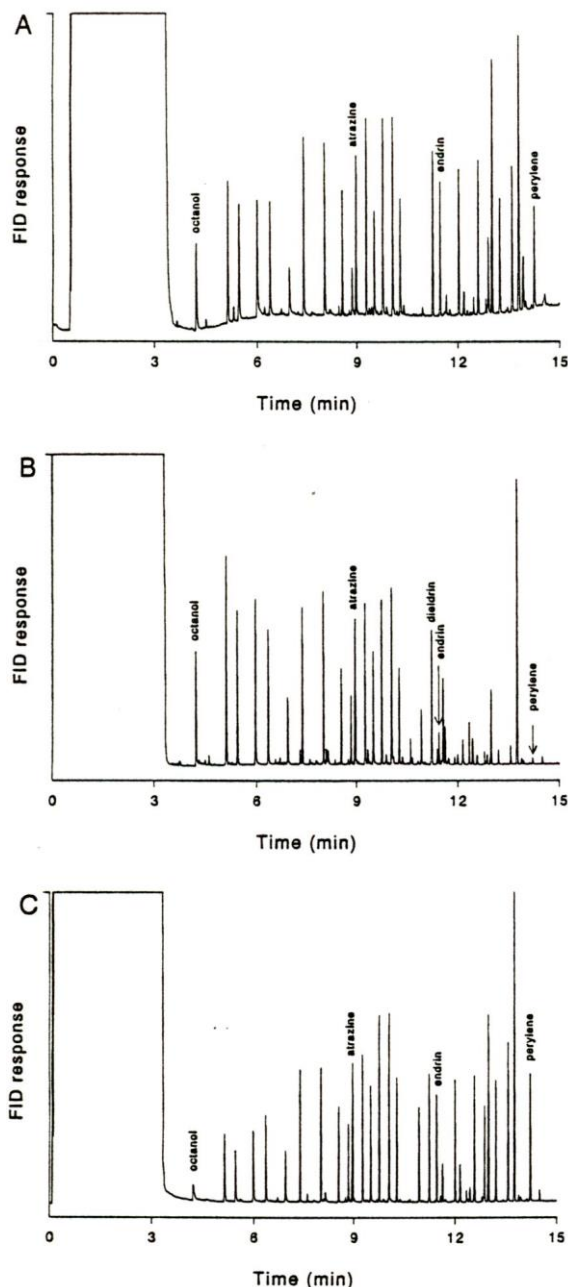 A
FID response
octanol
atrazine
endrin
perylene
0 3 6 9 12 15
Time (min)
B
FID response
octanol
atrazine
dieldrin
endrin
perylene
0 3 6 9 12 15
Time (min)
C
FID response
octanol
atrazine
endrin
perylene
0 3 6 9 12 15
Time (min)